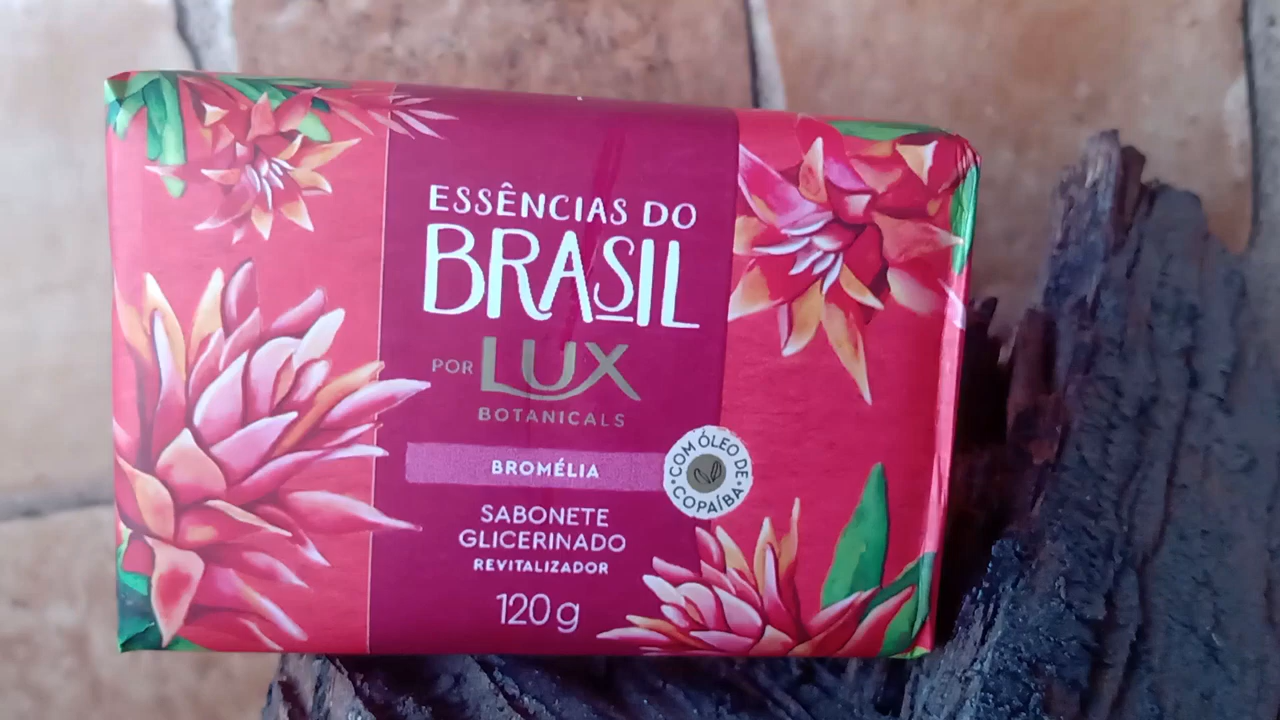 ESSÊNCIAS DO
BRASIL
POR LUX
BOTANICALS
BROMÉLIA
COM ÓLEO DE
COPAÍBA
SABONETE
GLICERINADO
REVITALIZADOR
120g